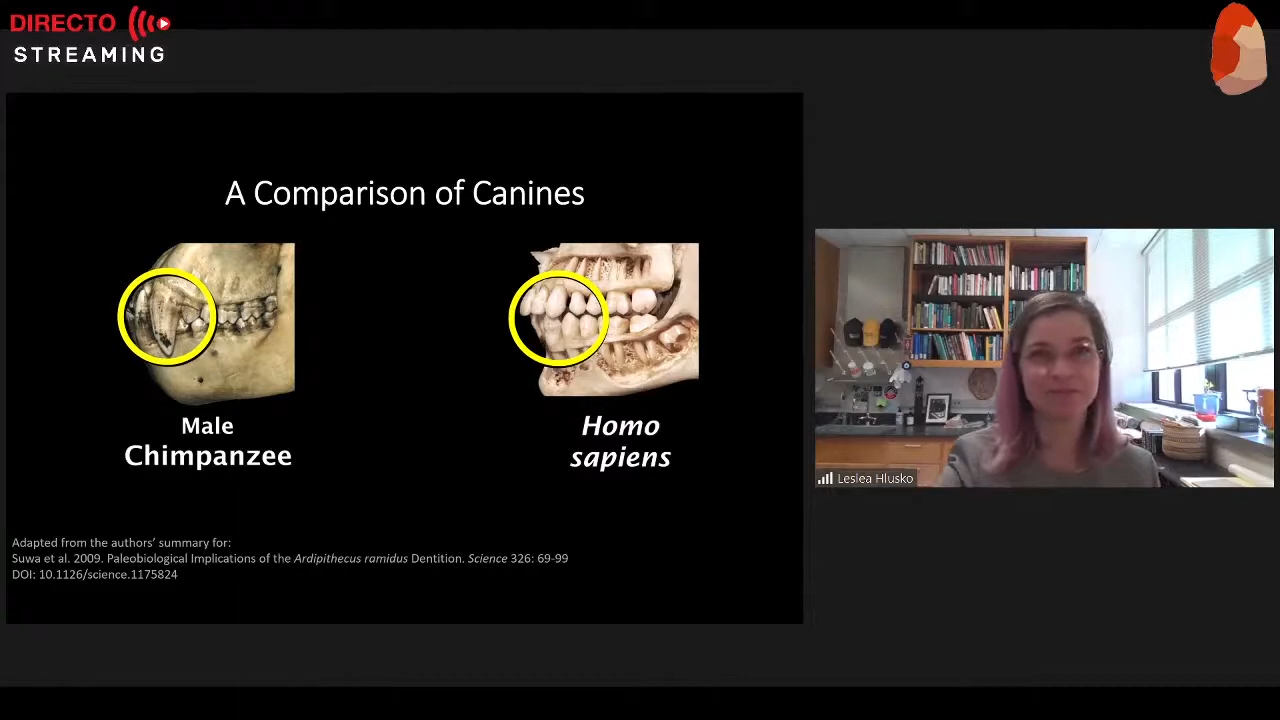 DIRECTO
STREAMING
A Comparison of Canines
Male
Chimpanzee
Homo
sapiens
Adapted from the authors’ summary for:
Suwa et al. 2009. Paleobiological Implications of the Ardipithecus ramidus Dentition. Science 326: 69-99
DOI: 10.1126/science.1175824
Leslea Hlusko